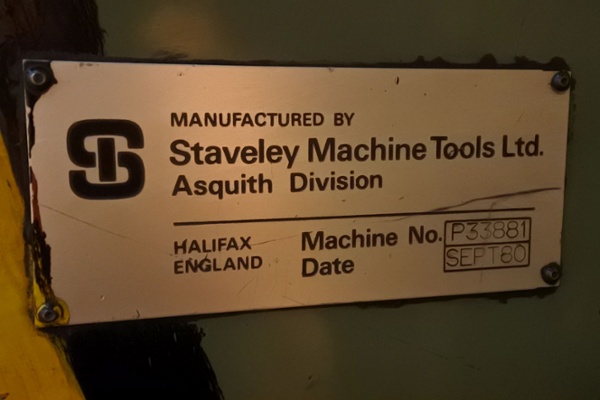 MANUFACTURED BY
Staveley Machine Tools Ltd.
Asquith Division
HALIFAX
ENGLAND
Machine No. P33881
Date SEPT80